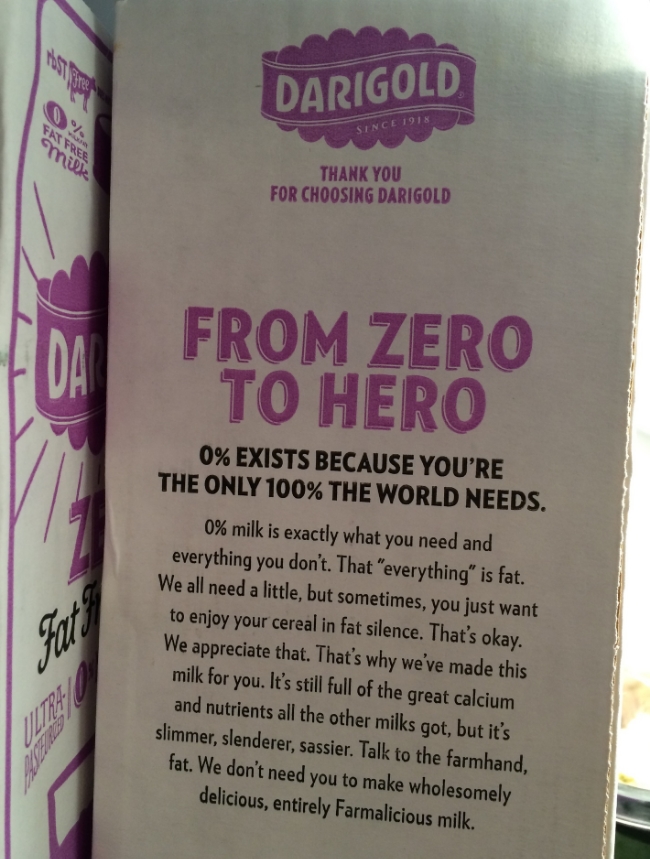 rbST Free
0%
FAT FREE
Milk
DAR
ZE
Fat Fr
ULTRA-
PASTEURIZED
DARIGOLD
SINCE 1918
THANK YOU
FOR CHOOSING DARIGOLD
FROM ZERO
TO HERO
0% EXISTS BECAUSE YOU'RE
THE ONLY 100% THE WORLD NEEDS.
0% milk is exactly what you need and
everything you don't. That "everything" is fat.
We all need a little, but sometimes, you just want
to enjoy your cereal in fat silence. That's okay.
We appreciate that. That's why we've made this
milk for you. It's still full of the great calcium
and nutrients all the other milks got, but it's
slimmer, slenderer, sassier. Talk to the farmhand,
fat. We don't need you to make wholesomely
delicious, entirely Farmalicious milk.